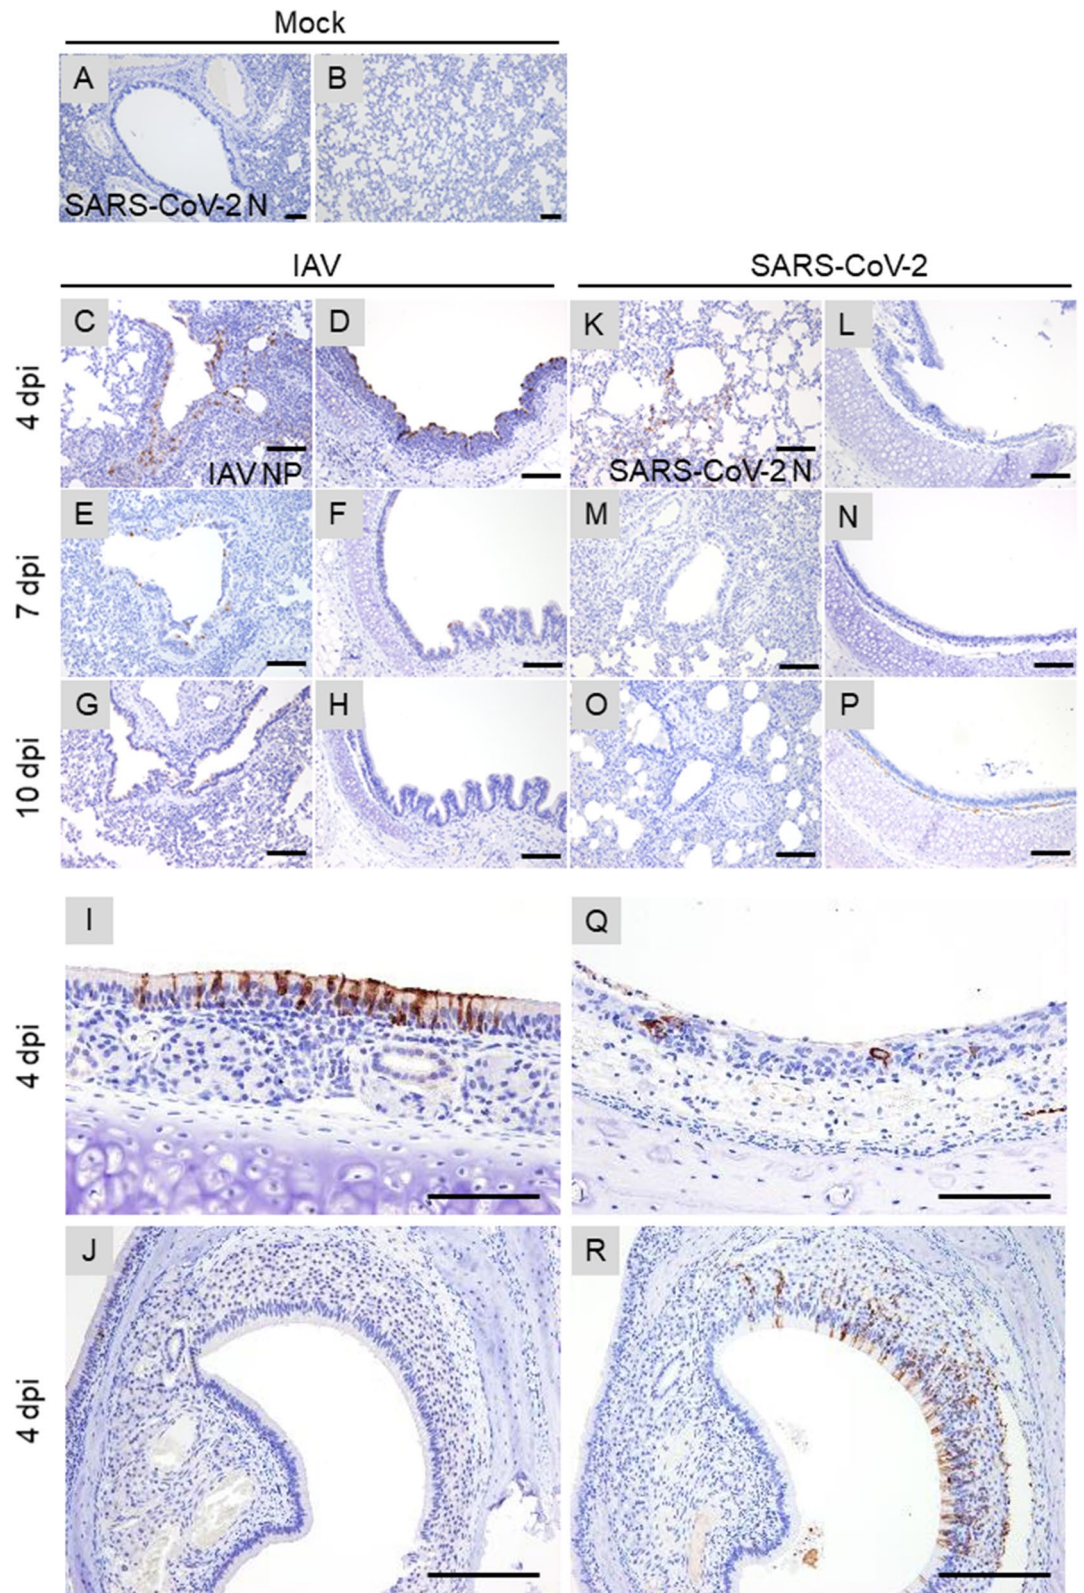 Mock
A
B
SARS-CoV-2 N
IAV
SARS-CoV-2
4 dpi
C
D
K
L
IAV NP
SARS-CoV-2 N
7 dpi
E
F
M
N
10 dpi
G
H
O
P
4 dpi
I
Q
4 dpi
J
R